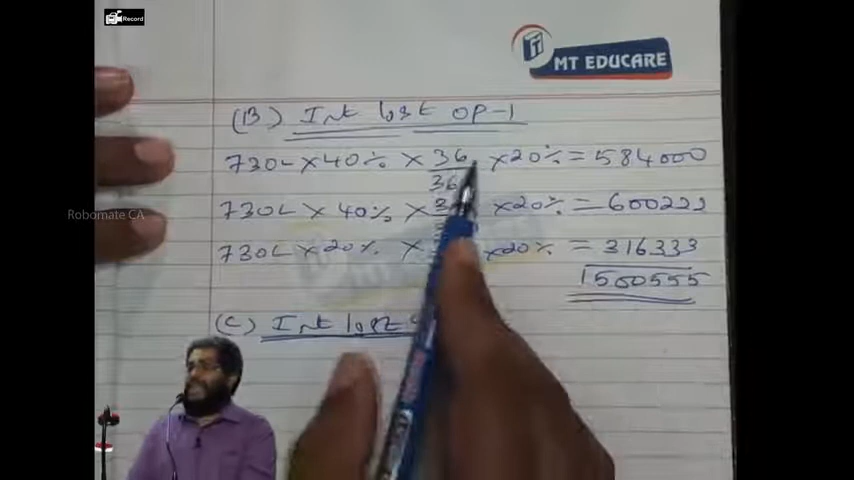 Record
MT EDUCARE
(B) Int lost OP-1
730L × 40% × 36 × 20% = 584000
36
730L × 40% × × 20% = 600222
Robomate CA
730L × 20% × × 20% = 316333
1500555
(C) Int lost